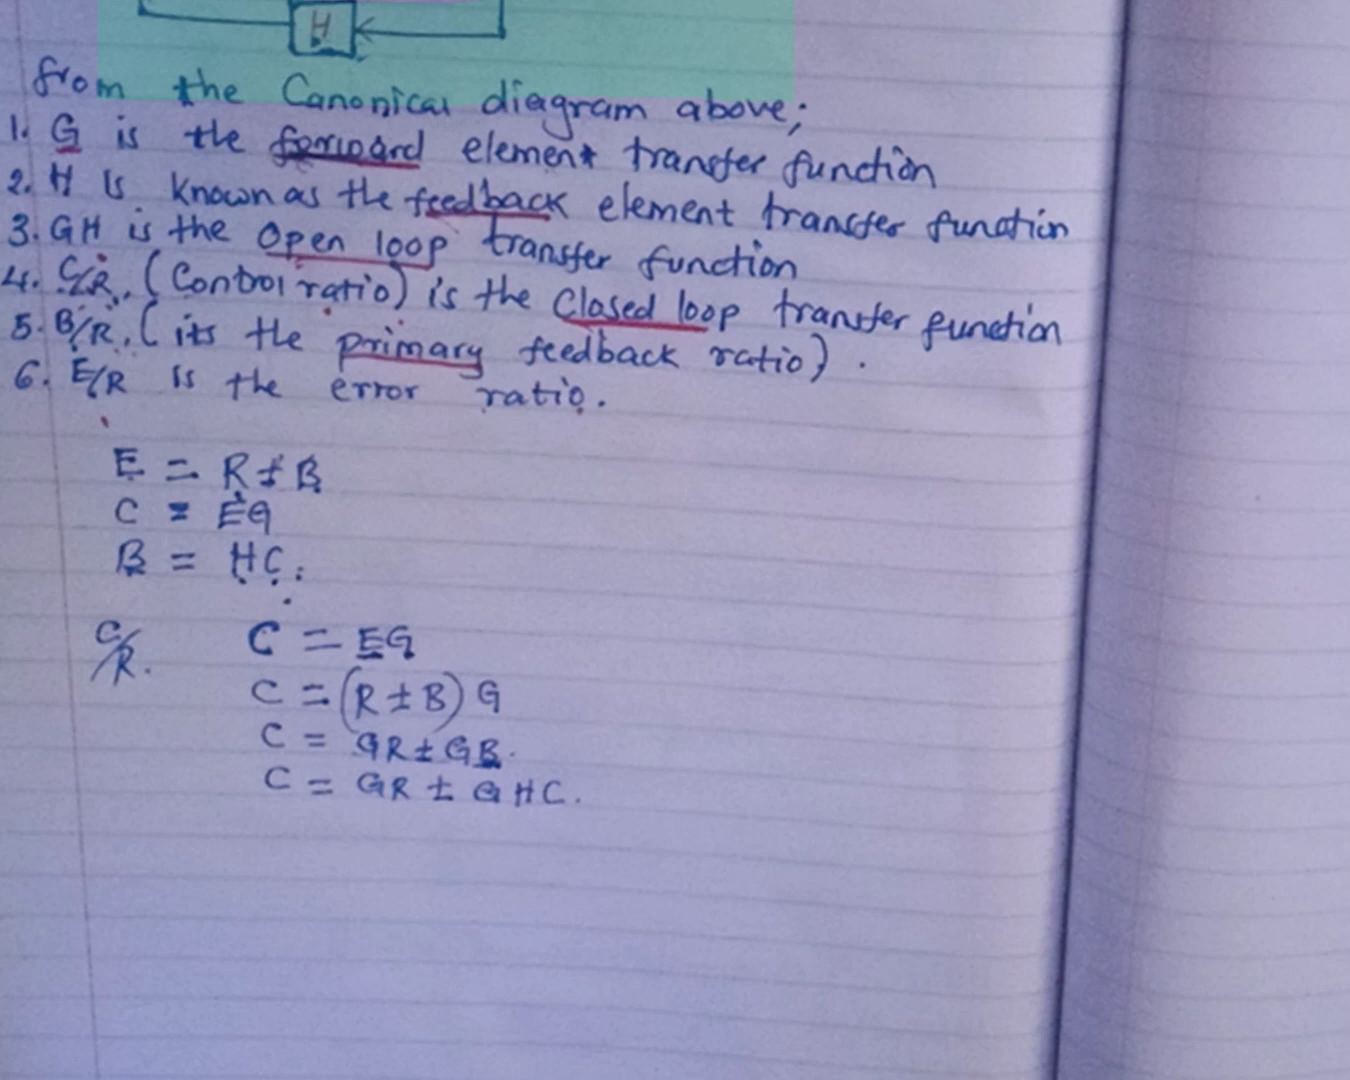 H
from the Canonical diagram above;
1. G is the forward element transfer function
2. H Is known as the feedback element transfer function
3. GH is the Open loop transfer function
4. C/R, (Control ratio) is the Closed loop transfer function
5. B/R, (its the primary feedback ratio).
6. E/R is the error ratio.
E = R ± B
C = EG
B = HC.
C/R. C = EG
C = (R ± B) G
C = GR ± GB.
C = GR ± GHC.